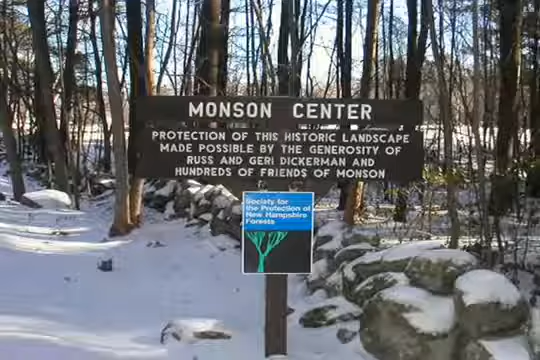 MONSON CENTER
PROTECTION OF THIS HISTORIC LANDSCAPE
MADE POSSIBLE BY THE GENEROSITY OF
RUSS AND GERI DICKERMAN AND
HUNDREDS OF FRIENDS OF MONSON
Society for
the Protection of
New Hampshire
Forests